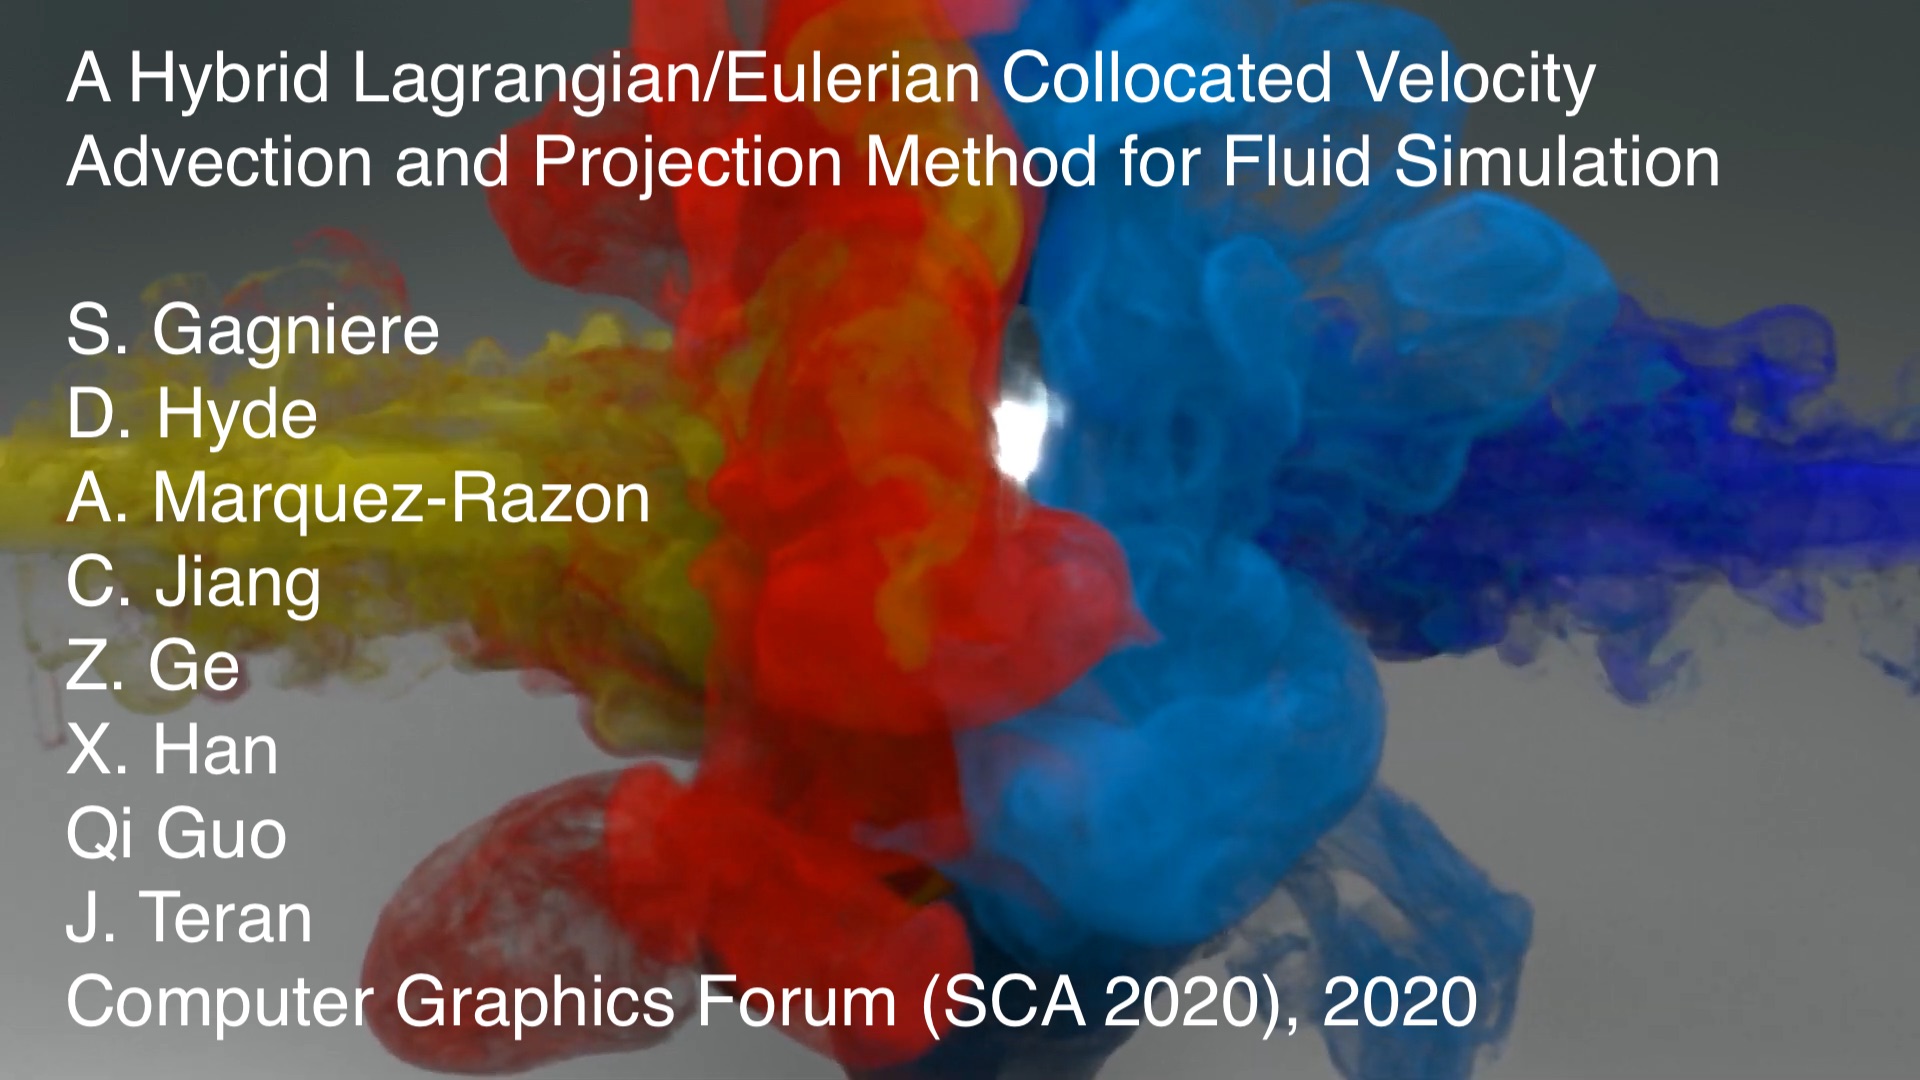 A Hybrid Lagrangian/Eulerian Collocated Velocity
Advection and Projection Method for Fluid Simulation
S. Gagniere
D. Hyde
A. Marquez-Razon
C. Jiang
Z. Ge
X. Han
Qi Guo
J. Teran
Computer Graphics Forum (SCA 2020), 2020